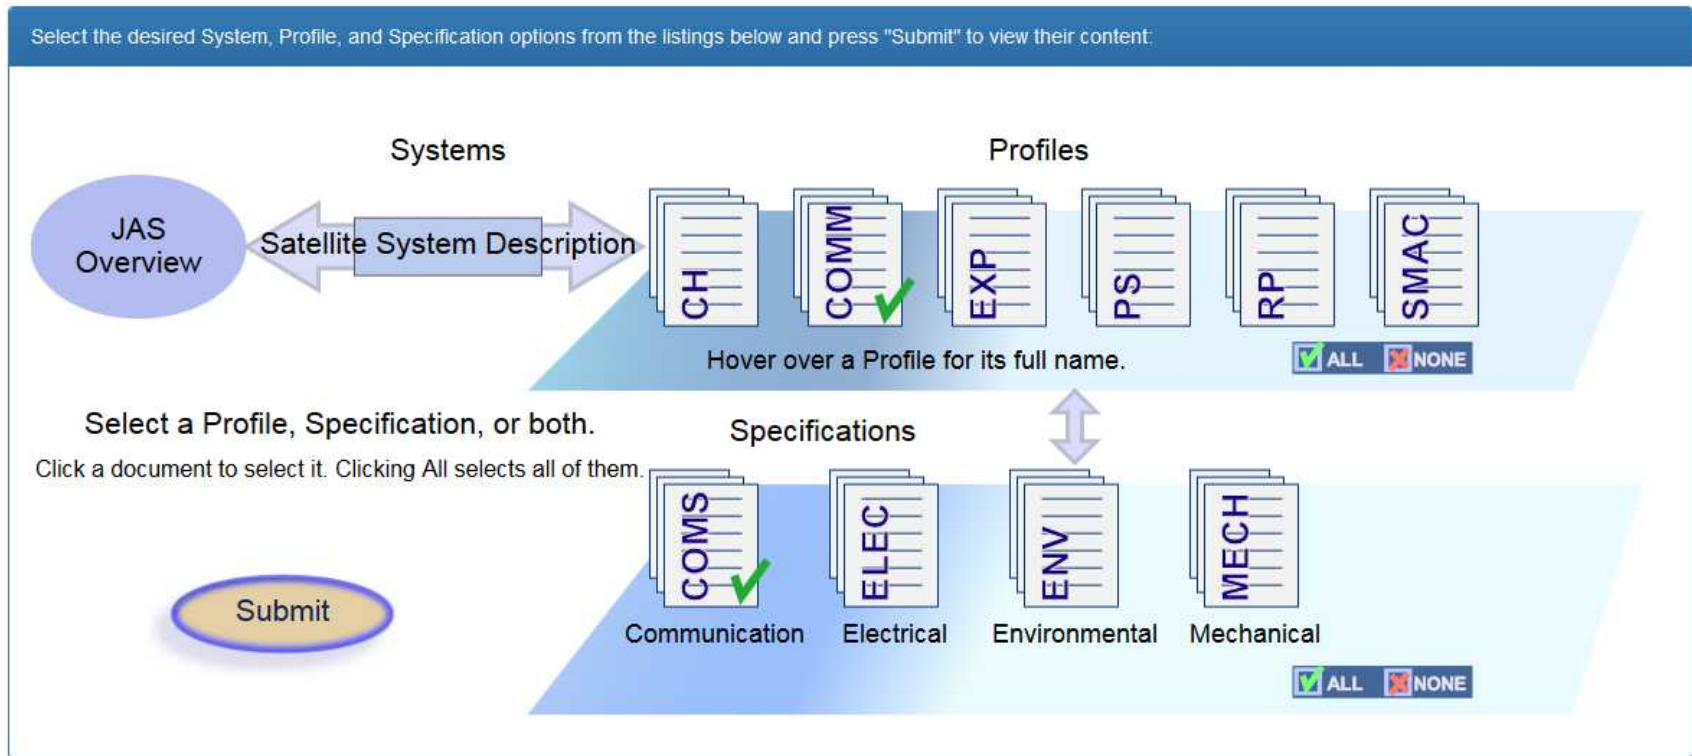 Select the desired System, Profile, and Specification options from the listings below and press "Submit" to view their content:
Systems
Profiles
JAS
Overview
Satellite System Description
CH
COMM
EXP
PS
RP
SMAC
Hover over a Profile for its full name.
ALL
NONE
Select a Profile, Specification, or both.
Click a document to select it. Clicking All selects all of them.
Specifications
COMS
ELEC
ENV
MECH
Communication
Electrical
Environmental
Mechanical
Submit
ALL
NONE